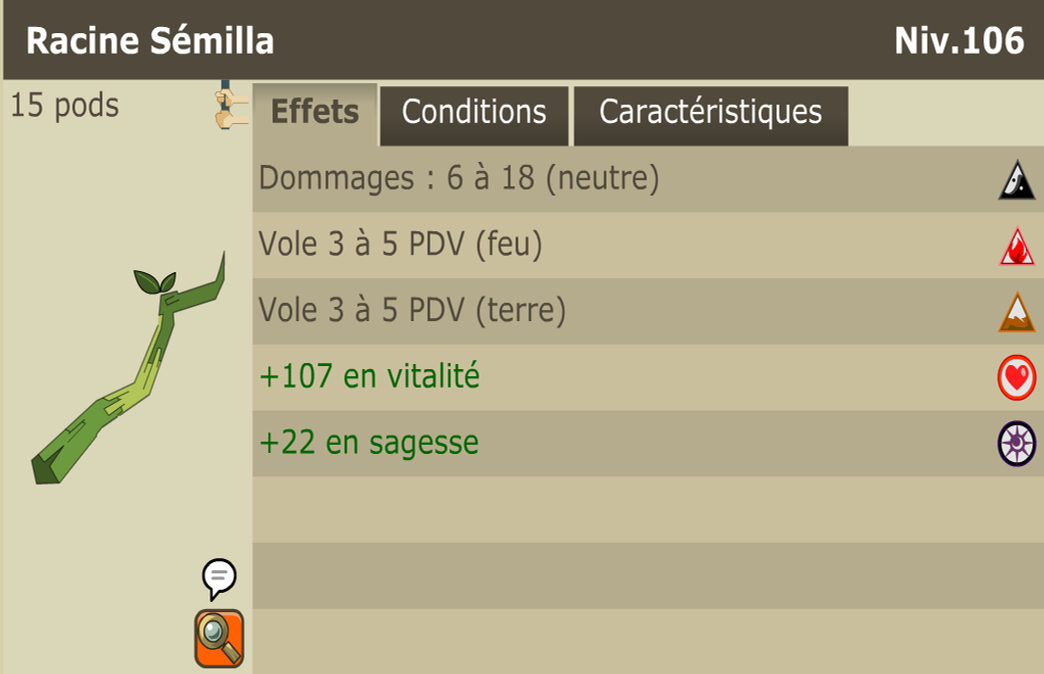 Racine Sémilla
Niv.106
15 pods
Effets
Conditions
Caractéristiques
Dommages : 6 à 18 (neutre)
Vole 3 à 5 PDV (feu)
Vole 3 à 5 PDV (terre)
+107 en vitalité
+22 en sagesse